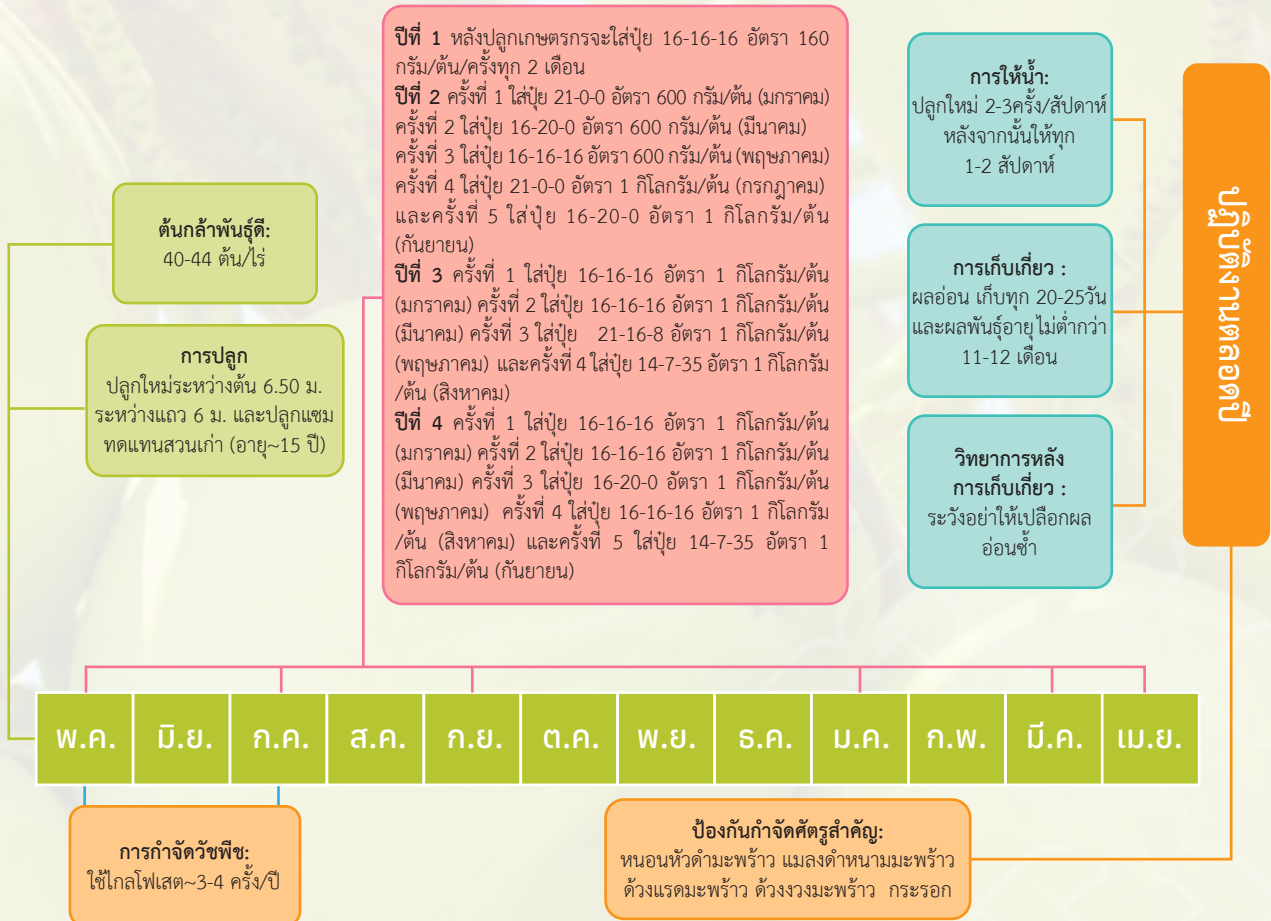 ปีที่ 1 หลังปลูกเกษตรกรจะใส่ปุ๋ย 16-16-16 อัตรา 160
กรัม/ต้น/ครั้งทุก 2 เดือน
ปีที่ 2 ครั้งที่ 1 ใส่ปุ๋ย 21-0-0 อัตรา 600 กรัม/ต้น (มกราคม)
ครั้งที่ 2 ใส่ปุ๋ย 16-20-0 อัตรา 600 กรัม/ต้น (มีนาคม)
ครั้งที่ 3 ใส่ปุ๋ย 16-16-16 อัตรา 600 กรัม/ต้น (พฤษภาคม)
ครั้งที่ 4 ใส่ปุ๋ย 21-0-0 อัตรา 1 กิโลกรัม/ต้น (กรกฎาคม)
และครั้งที่ 5 ใส่ปุ๋ย 16-20-0 อัตรา 1 กิโลกรัม/ต้น
(กันยายน)
ปีที่ 3 ครั้งที่ 1 ใส่ปุ๋ย 16-16-16 อัตรา 1 กิโลกรัม/ต้น
(มกราคม) ครั้งที่ 2 ใส่ปุ๋ย 16-16-16 อัตรา 1 กิโลกรัม/ต้น
(มีนาคม) ครั้งที่ 3 ใส่ปุ๋ย 21-16-8 อัตรา 1 กิโลกรัม/ต้น
(พฤษภาคม) และครั้งที่ 4 ใส่ปุ๋ย 14-7-35 อัตรา 1 กิโลกรัม
/ต้น (สิงหาคม)
ปีที่ 4 ครั้งที่ 1 ใส่ปุ๋ย 16-16-16 อัตรา 1 กิโลกรัม/ต้น
(มกราคม) ครั้งที่ 2 ใส่ปุ๋ย 16-16-16 อัตรา 1 กิโลกรัม/ต้น
(มีนาคม) ครั้งที่ 3 ใส่ปุ๋ย 16-20-0 อัตรา 1 กิโลกรัม/ต้น
(พฤษภาคม) ครั้งที่ 4 ใส่ปุ๋ย 16-16-16 อัตรา 1 กิโลกรัม
/ต้น (สิงหาคม) และครั้งที่ 5 ใส่ปุ๋ย 14-7-35 อัตรา 1
กิโลกรัม/ต้น (กันยายน)
ต้นกล้าพันธุ์ดี:
40-44 ต้น/ไร่
การปลูก
ปลูกใหม่ระหว่างต้น 6.50 ม.
ระหว่างแถว 6 ม. และปลูกแซม
ทดแทนสวนเก่า (อายุ~15 ปี)
การให้น้ำ:
ปลูกใหม่ 2-3ครั้ง/สัปดาห์
หลังจากนั้นให้ทุก
1-2 สัปดาห์
การเก็บเกี่ยว :
ผลอ่อน เก็บทุก 20-25วัน
และผลพันธุ์อายุไม่ต่ำกว่า
11-12 เดือน
วิทยาการหลัง
การเก็บเกี่ยว :
ระวังอย่าให้เปลือกผล
อ่อนช้ำ
ปฏิบัติงานตลอดปี
พ.ค. มิ.ย. ก.ค. ส.ค. ก.ย. ต.ค. พ.ย. ธ.ค. ม.ค. ก.พ. มี.ค. เม.ย.
การกำจัดวัชพืช:
ใช้ไกลโฟเสต~3-4 ครั้ง/ปี
ป้องกันกำจัดศัตรูสำคัญ:
หนอนหัวดำมะพร้าว แมลงดำหนามมะพร้าว
ด้วงแรดมะพร้าว ด้วงงวงมะพร้าว กระรอก